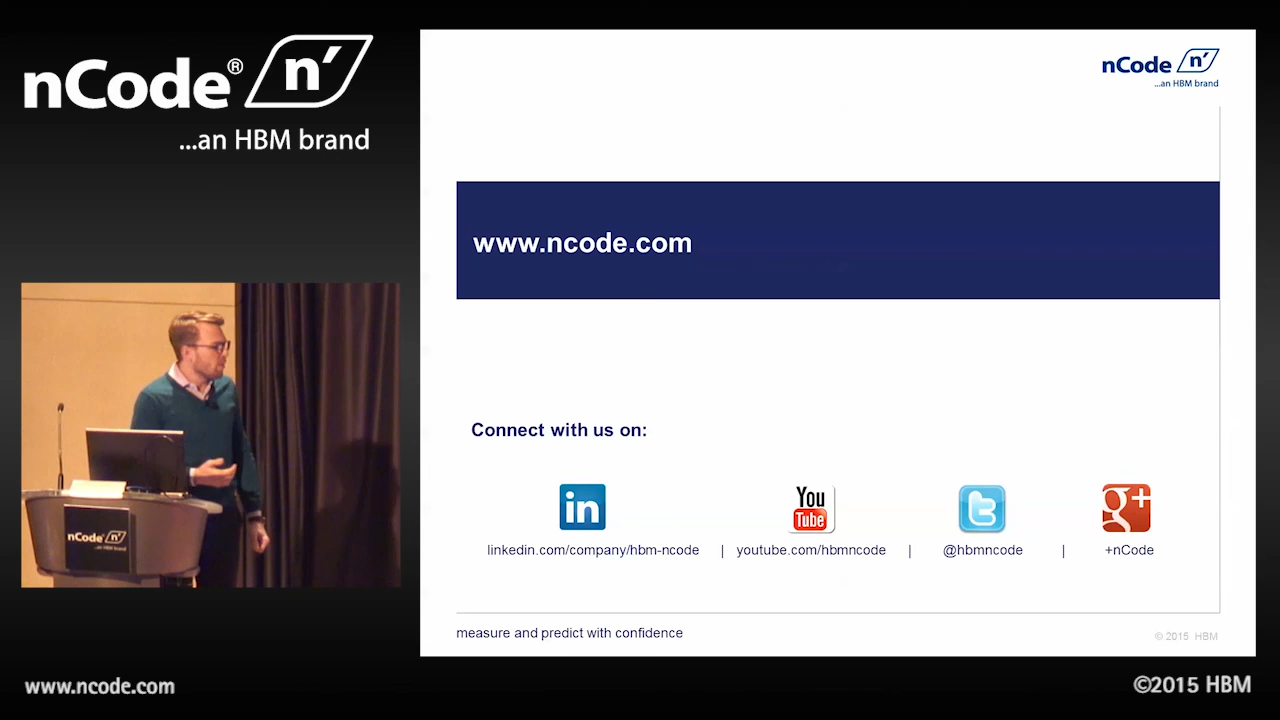 nCode® n'
...an HBM brand
nCode n'
...an HBM brand
www.ncode.com
Connect with us on:
in
You
Tube
t
g+
linkedin.com/company/hbm-ncode | youtube.com/hbmncode | @hbmncode | +nCode
measure and predict with confidence
© 2015 HBM
nCode n'
...an HBM brand
www.ncode.com
©2015 HBM